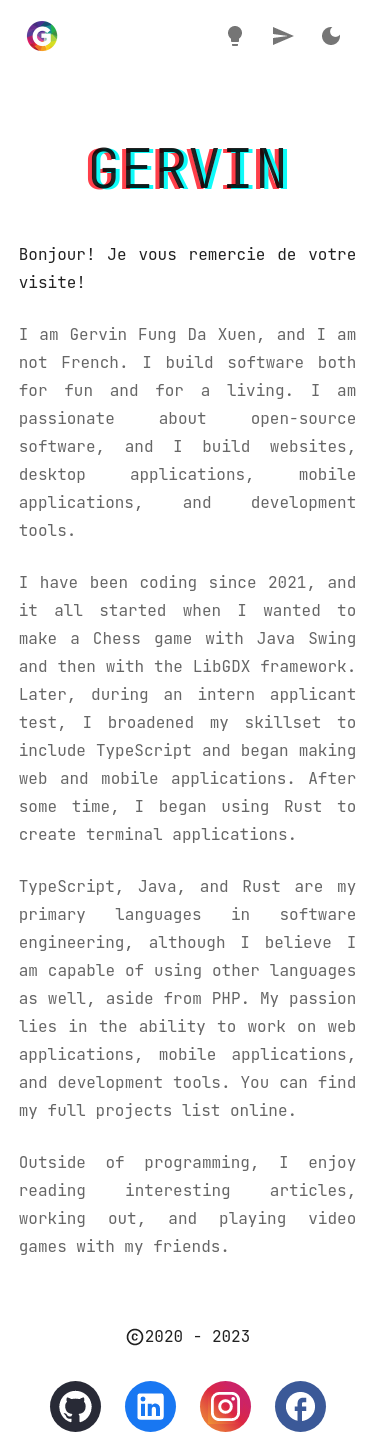 GERVIN
Bonjour! Je vous remercie de votre
visite!
I am Gervin Fung Da Xuen, and I am
not French. I build software both
for fun and for a living. I am
passionate about open-source
software, and I build websites,
desktop applications, mobile
applications, and development
tools.
I have been coding since 2021, and
it all started when I wanted to
make a Chess game with Java Swing
and then with the LibGDX framework.
Later, during an intern applicant
test, I broadened my skillset to
include TypeScript and began making
web and mobile applications. After
some time, I began using Rust to
create terminal applications.
TypeScript, Java, and Rust are my
primary languages in software
engineering, although I believe I
am capable of using other languages
as well, aside from PHP. My passion
lies in the ability to work on web
applications, mobile applications,
and development tools. You can find
my full projects list online.
Outside of programming, I enjoy
reading interesting articles,
working out, and playing video
games with my friends.
©2020 - 2023